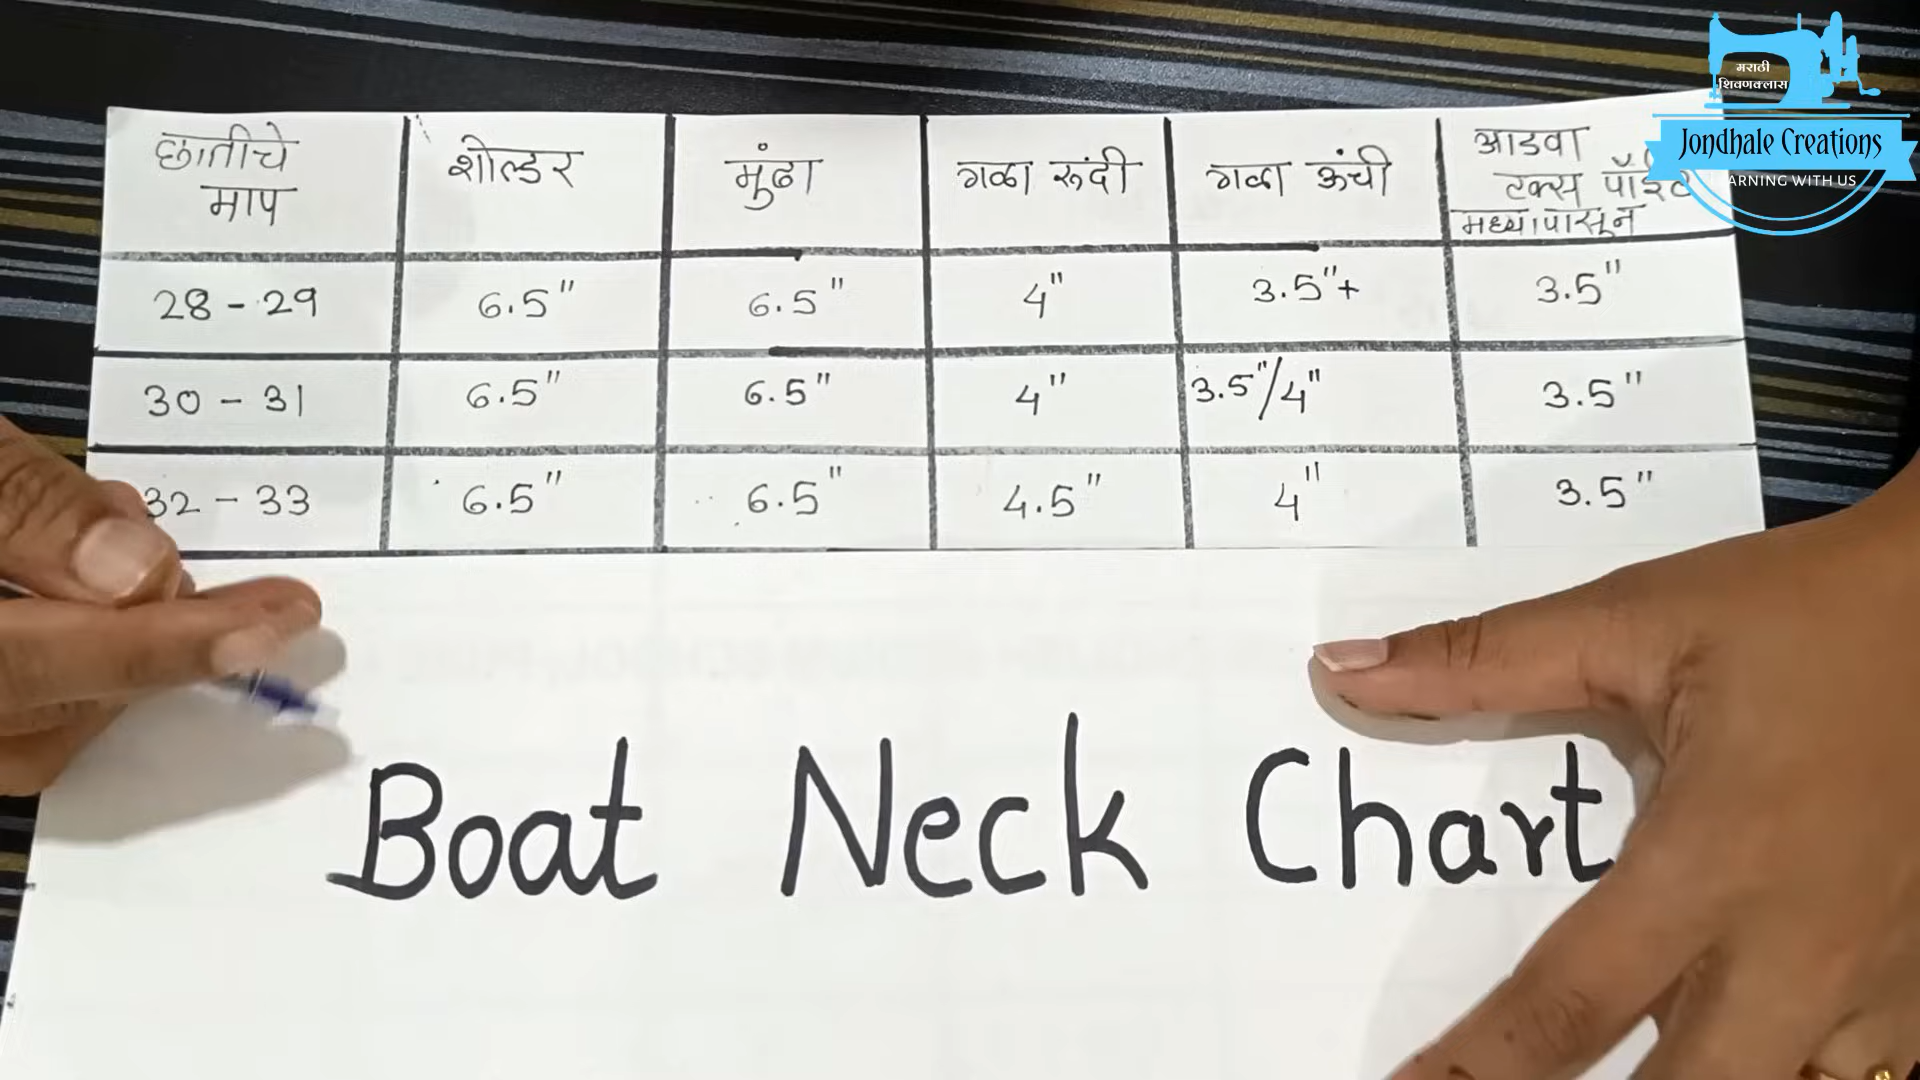 मराठी
शिवणक्लास
Jondhale Creations
LEARNING WITH US
छातीचे माप
शोल्डर
मुंढा
गळा रुंदी
गळा ऊंची
आडवा
टक्स पॉईंट
मध्यापासून
28 - 29 6.5" 6.5" 4" 3.5"+ 3.5"
30 - 31 6.5" 6.5" 4" 3.5"/4" 3.5"
32 - 33 6.5" 6.5" 4.5" 4" 3.5"
Boat Neck Chart